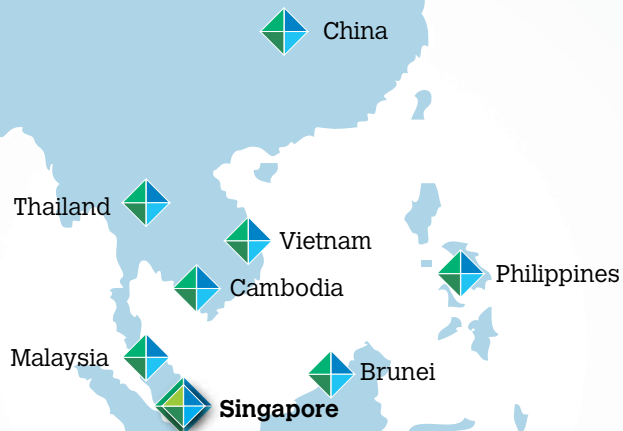 China
Thailand
Vietnam
Philippines
Cambodia
Malaysia
Brunei
Singapore